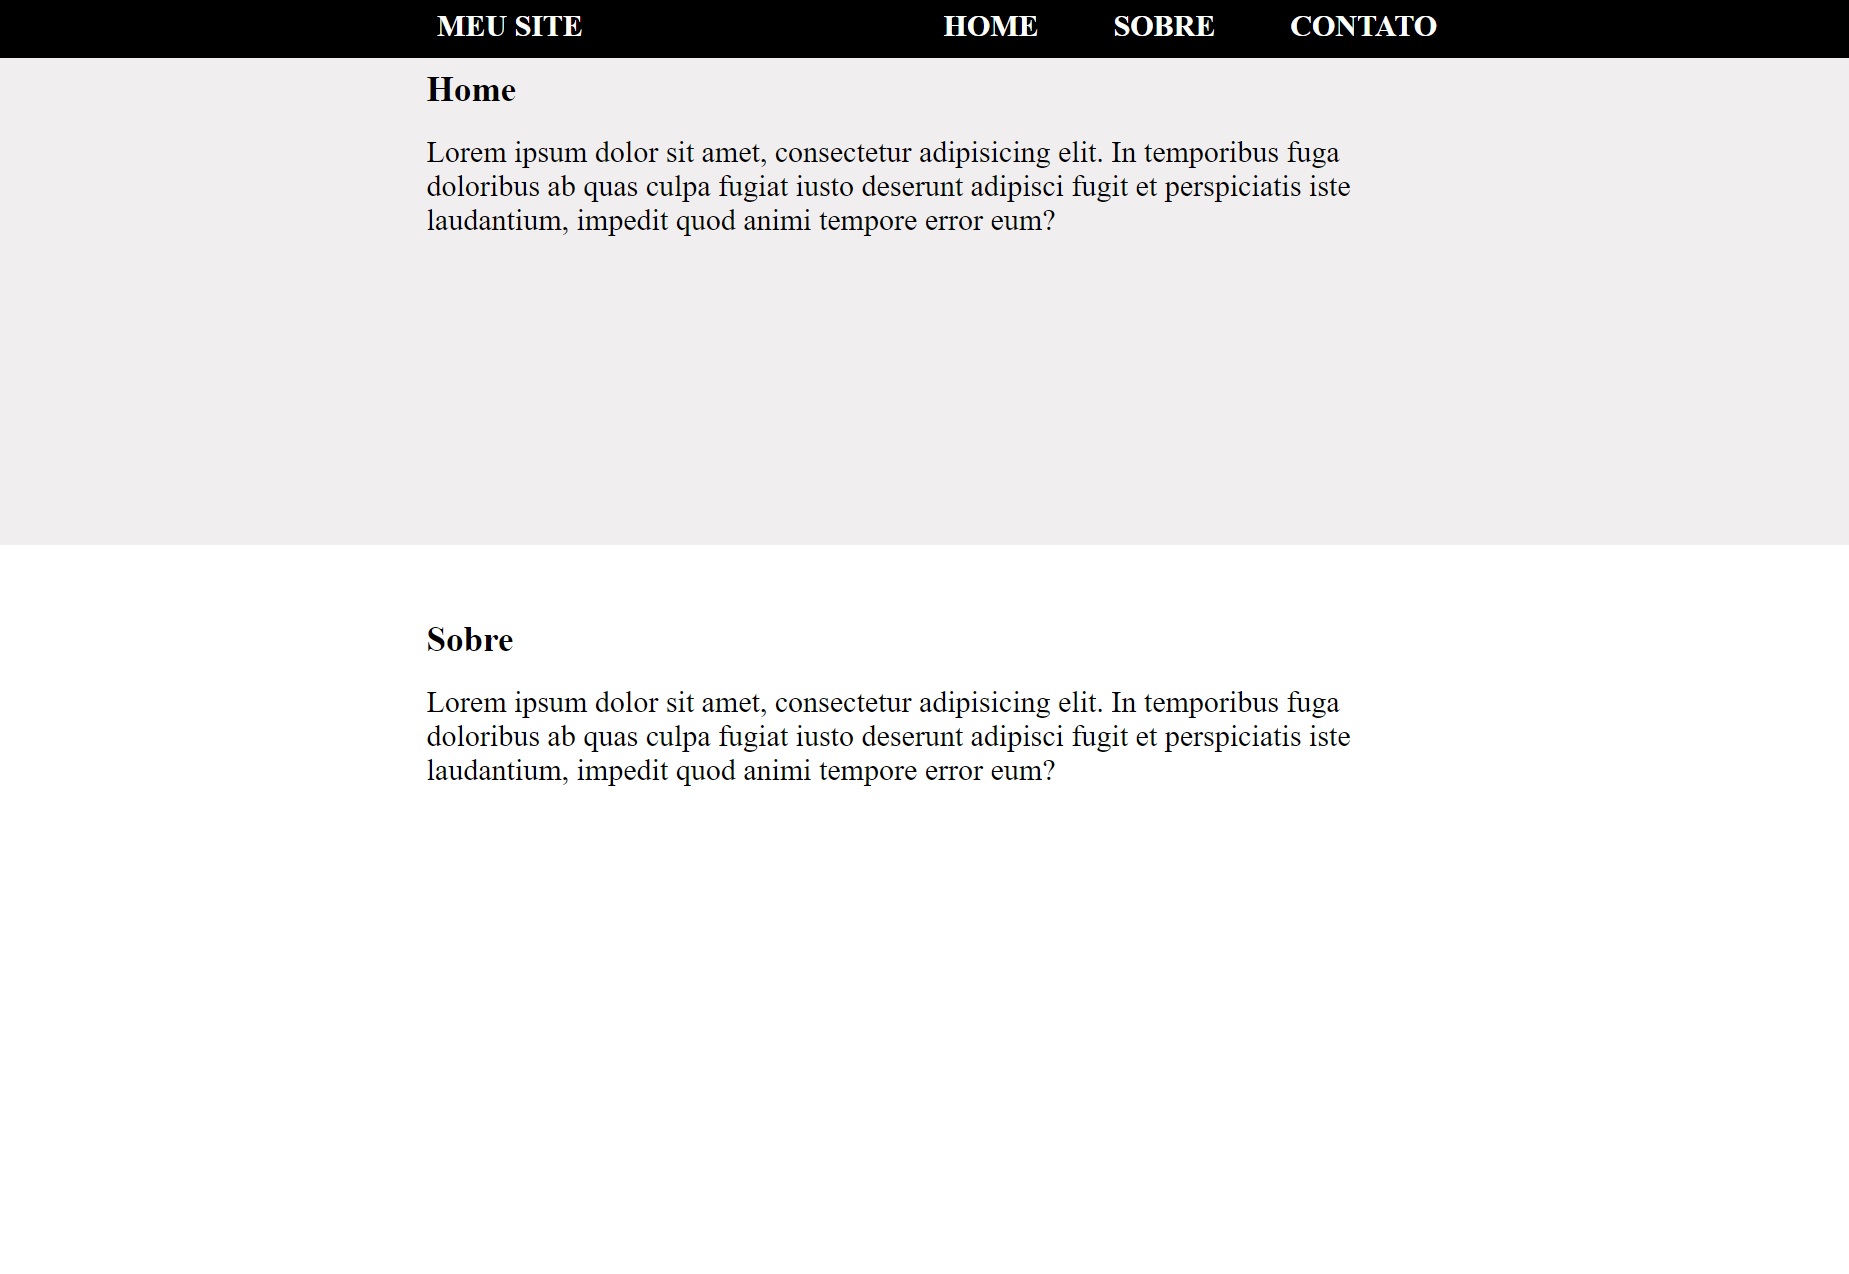 MEU SITE HOME SOBRE CONTATO
Home
Lorem ipsum dolor sit amet, consectetur adipisicing elit. In temporibus fuga
doloribus ab quas culpa fugiat iusto deserunt adipisci fugit et perspiciatis iste
laudantium, impedit quod animi tempore error eum?
Sobre
Lorem ipsum dolor sit amet, consectetur adipisicing elit. In temporibus fuga
doloribus ab quas culpa fugiat iusto deserunt adipisci fugit et perspiciatis iste
laudantium, impedit quod animi tempore error eum?